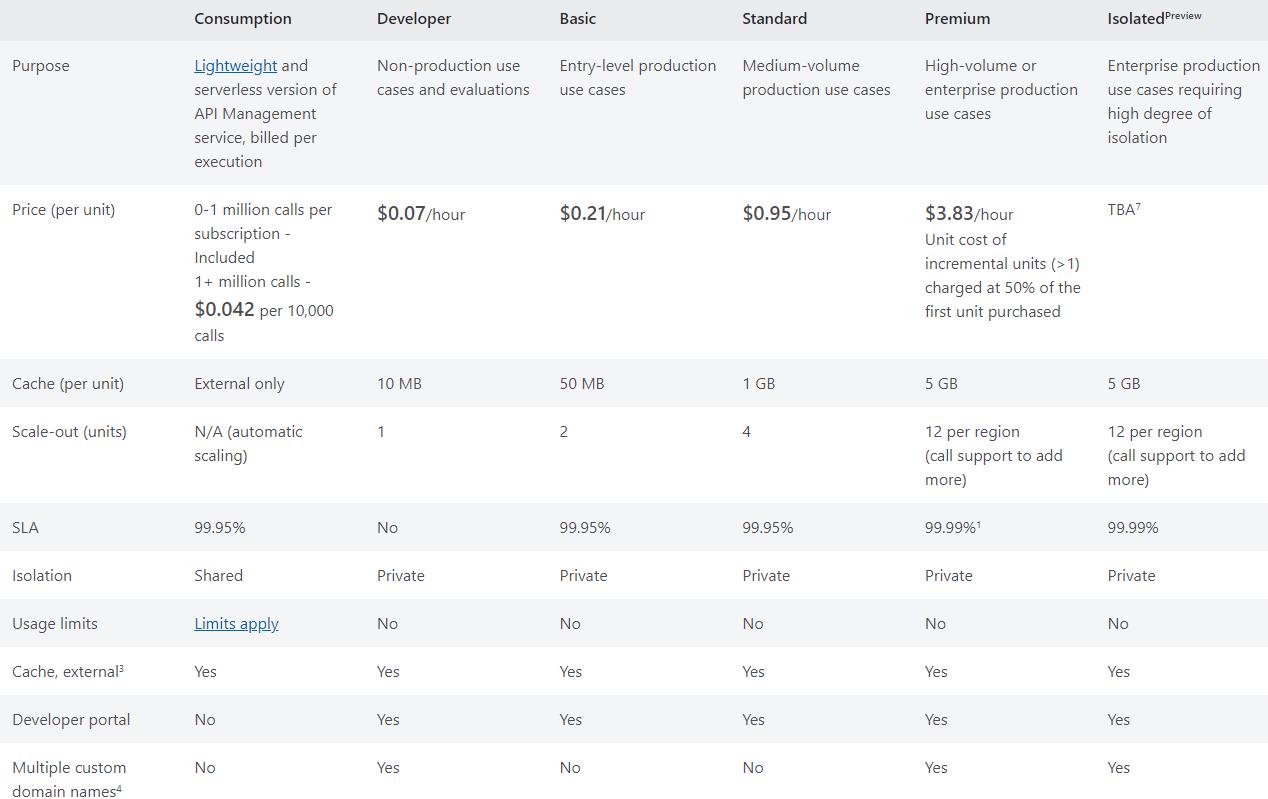 Consumption Developer Basic Standard Premium IsolatedPreview
Purpose Lightweight and Non-production use Entry-level production Medium-volume High-volume or Enterprise production
serverless version of cases and evaluations use cases production use cases enterprise production use cases requiring
API Management use cases high degree of
service, billed per isolation
execution
Price (per unit) 0-1 million calls per $0.07/hour $0.21/hour $0.95/hour $3.83/hour TBA7
subscription - Unit cost of
Included incremental units (>1)
1+ million calls - charged at 50% of the
$0.042 per 10,000 first unit purchased
calls
Cache (per unit) External only 10 MB 50 MB 1 GB 5 GB 5 GB
Scale-out (units) N/A (automatic 1 2 4 12 per region 12 per region
scaling) (call support to add (call support to add
more) more)
SLA 99.95% No 99.95% 99.95% 99.99%1 99.99%
Isolation Shared Private Private Private Private Private
Usage limits Limits apply No No No No No
Cache, external3 Yes Yes Yes Yes Yes Yes
Developer portal No Yes Yes Yes Yes Yes
Multiple custom No Yes No No Yes Yes
domain names4